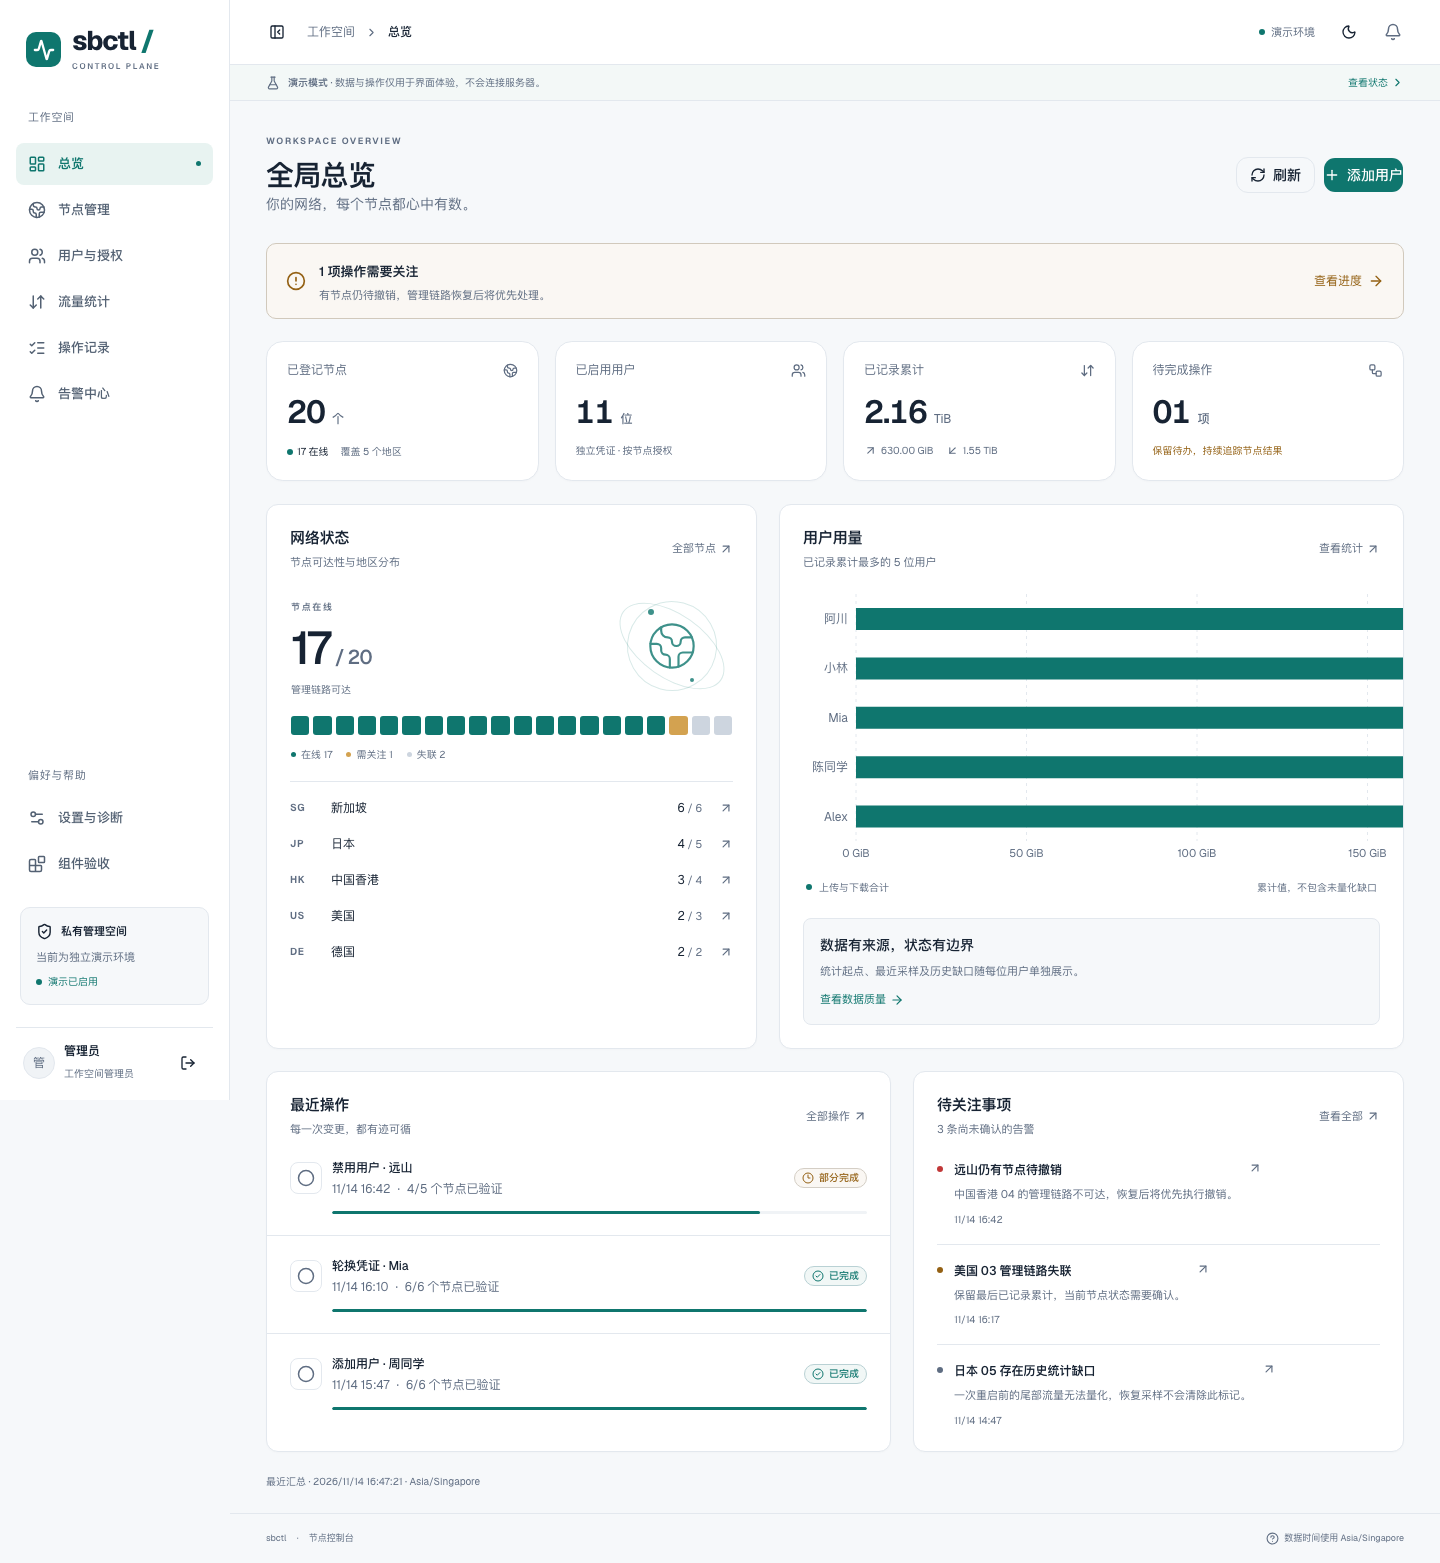 sbctl /
CONTROL PLANE
工作空间
总览
节点管理
用户与授权
流量统计
操作记录
告警中心
偏好与帮助
设置与诊断
组件验收
私有管理空间
当前为独立演示环境
演示已启用
管
管理员
工作空间管理员
工作空间 > 总览
演示环境
演示模式 · 数据与操作仅用于界面体验，不会连接服务器。
查看状态
WORKSPACE OVERVIEW
全局总览
你的网络，每个节点都心中有数。
刷新
添加用户
1 项操作需要关注
有节点仍待撤销，管理链路恢复后将优先处理。
查看进度
已登记节点
20 个
17 在线 覆盖 5 个地区
已启用用户
11 位
独立凭证 · 按节点授权
已记录累计
2.16 TiB
630.00 GiB 1.55 TiB
待完成操作
01 项
保留待办，持续追踪节点结果
网络状态
节点可达性与地区分布
全部节点
节点在线
17 / 20
管理链路可达
在线 17 需关注 1 失联 2
SG 新加坡 6 / 6
JP 日本 4 / 5
HK 中国香港 3 / 4
US 美国 2 / 3
DE 德国 2 / 2
用户用量
已记录累计最多的 5 位用户
查看统计
阿川
小林
Mia
陈同学
Alex
0 GiB 50 GiB 100 GiB 150 GiB
上传与下载合计
累计值，不包含未量化缺口
数据有来源，状态有边界
统计起点、最近采样及历史缺口随每位用户单独展示。
查看数据质量
最近操作
每一次变更，都有迹可循
全部操作
禁用用户 · 远山
11/14 16:42 · 4/5 个节点已验证
部分完成
轮换凭证 · Mia
11/14 16:10 · 6/6 个节点已验证
已完成
添加用户 · 周同学
11/14 15:47 · 6/6 个节点已验证
已完成
待关注事项
3 条尚未确认的告警
查看全部
远山仍有节点待撤销
中国香港 04 的管理链路不可达，恢复后将优先执行撤销。
11/14 16:42
美国 03 管理链路失联
保留最后已记录累计，当前节点状态需要确认。
11/14 16:17
日本 05 存在历史统计缺口
一次重启前的尾部流量无法量化，恢复采样不会清除此标记。
11/14 14:47
最近汇总 · 2026/11/14 16:47:21 · Asia/Singapore
sbctl · 节点控制台
数据时间使用 Asia/Singapore